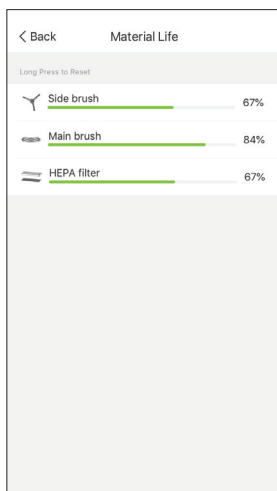 Back Material Life
Long Press to Reset
Side brush
67%
Main brush
84%
HEPA filter
67%